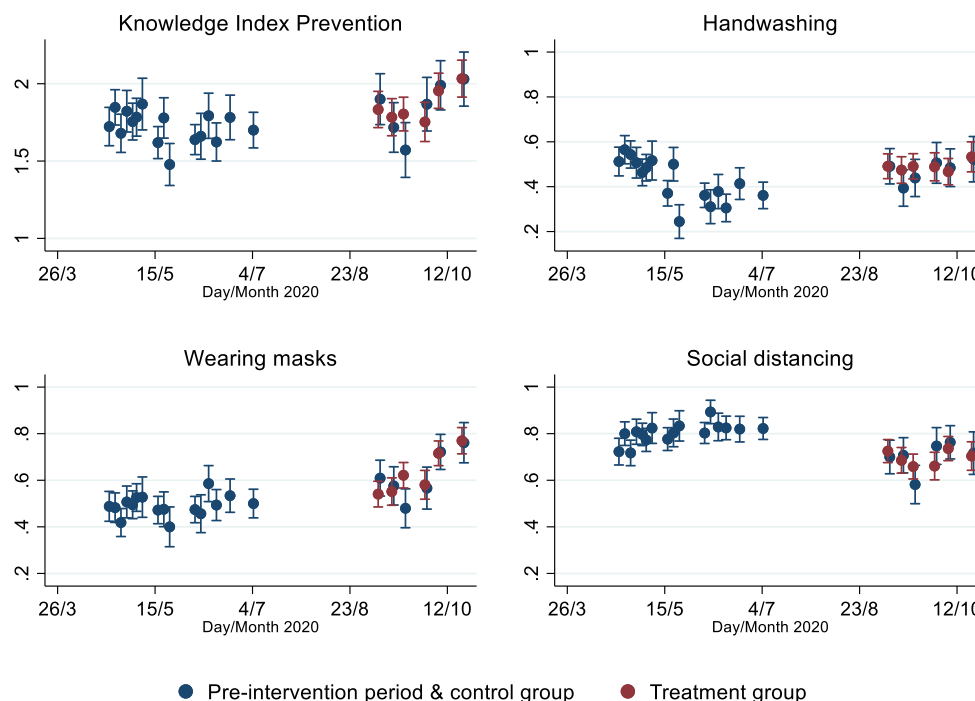 Knowledge Index Prevention
2
1.5
1
26/3 15/5 4/7 23/8 12/10
Day/Month 2020
Handwashing
1
.8
.6
.4
.2
26/3 15/5 4/7 23/8 12/10
Day/Month 2020
Wearing masks
1
.8
.6
.4
.2
26/3 15/5 4/7 23/8 12/10
Day/Month 2020
Social distancing
1
.8
.6
.4
.2
26/3 15/5 4/7 23/8 12/10
Day/Month 2020
Pre-intervention period & control group Treatment group